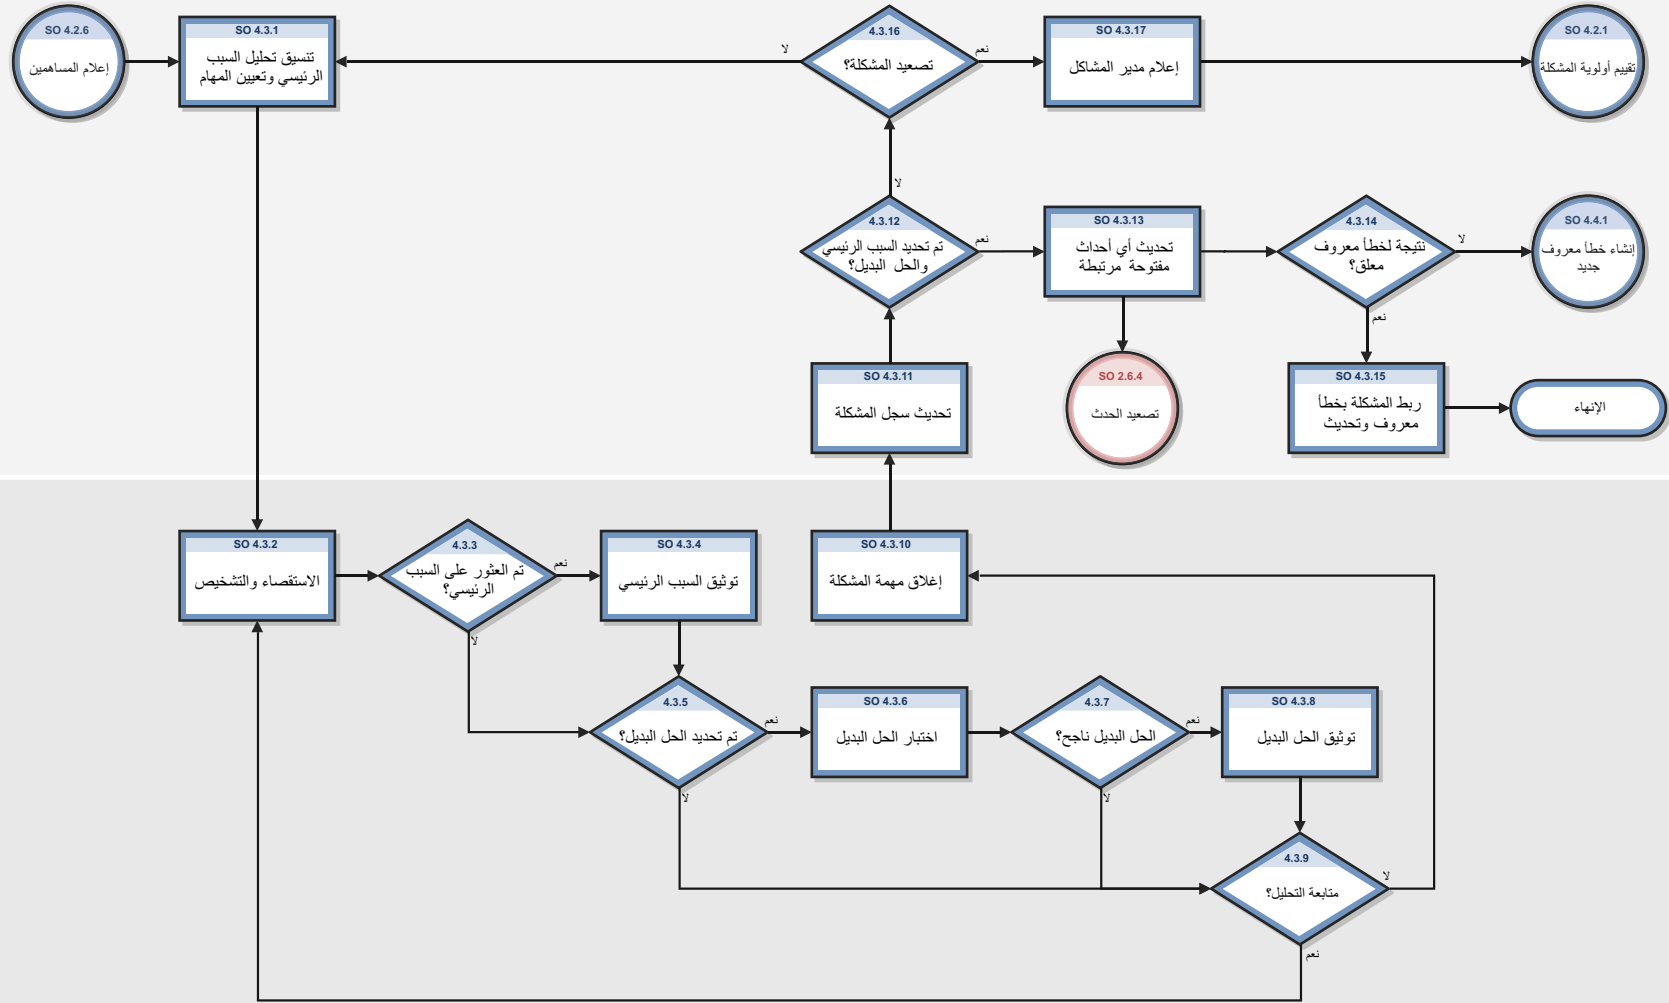 SO 4.2.6
إعلام المساهمين
SO 4.3.1
تنسيق تحليل السبب
الرئيسي وتعيين المهام
لا
4.3.16
تصعيد المشكلة؟
نعم
SO 4.3.17
إعلام مدير المشاكل
SO 4.2.1
تقييم أولوية المشكلة
لا
4.3.12
تم تحديد السبب الرئيسي
والحل البديل؟
نعم
SO 4.3.13
تحديث أي أحداث
مفتوحة مرتبطة
4.3.14
نتيجة لخطأ معروف
معلق؟
لا
SO 4.4.1
إنشاء خطأ معروف
جديد
نعم
SO 4.3.11
تحديث سجل المشكلة
SO 2.6.4
تصعيد الحدث
SO 4.3.15
ربط المشكلة بخطأ
معروف وتحديث
الإنهاء
SO 4.3.2
الاستقصاء والتشخيص
4.3.3
تم العثور على السبب
الرئيسي؟
نعم
لا
SO 4.3.4
توثيق السبب الرئيسي
SO 4.3.10
إغلاق مهمة المشكلة
4.3.5
تم تحديد الحل البديل؟
نعم
لا
SO 4.3.6
اختبار الحل البديل
4.3.7
الحل البديل ناجح؟
نعم
لا
SO 4.3.8
توثيق الحل البديل
4.3.9
متابعة التحليل؟
لا
نعم